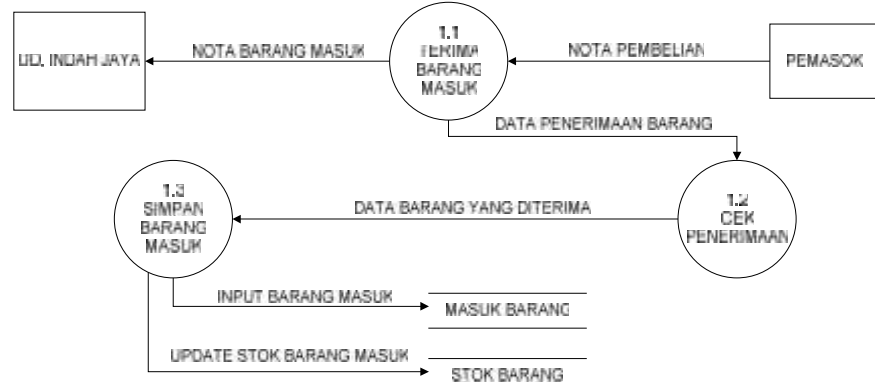 1.1
TERIMA
BARANG
MASUK
UD. INDAH JAYA
NOTA BARANG MASUK
NOTA PEMBELIAN
PEMASOK
DATA PENERIMAAN BARANG
1.3
SIMPAN
BARANG
MASUK
DATA BARANG YANG DITERIMA
1.2
CEK
PENERIMAAN
INPUT BARANG MASUK
MASUK BARANG
UPDATE STOK BARANG MASUK
STOK BARANG